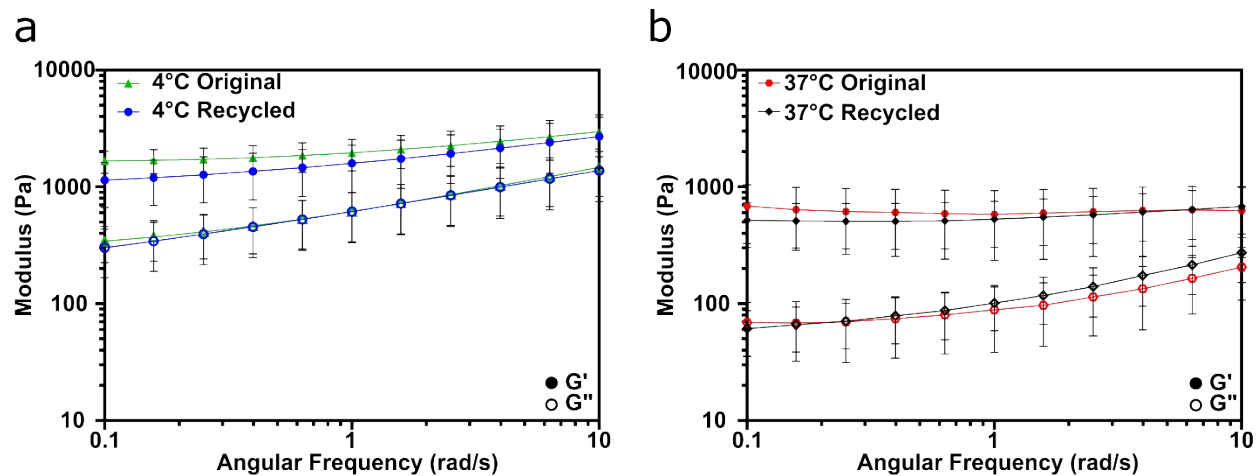 a
10000
1000
100
10
Modulus (Pa)
4°C Original
4°C Recycled
G'
G"
0.1
1
10
Angular Frequency (rad/s)
b
10000
1000
100
10
Modulus (Pa)
37°C Original
37°C Recycled
G'
G"
0.1
1
10
Angular Frequency (rad/s)